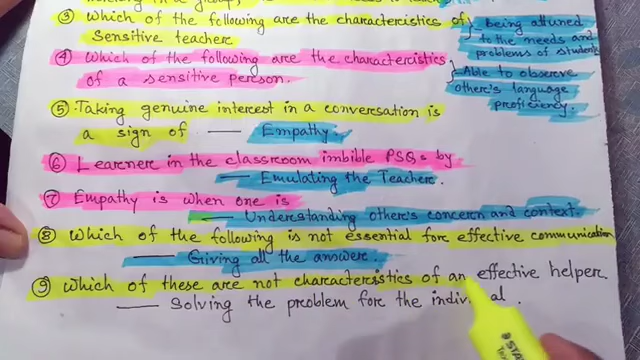 ③ Which of the following are the characteristics of
Sensitive teacher
being attuned
to the needs and
problems of student
④ Which of the following are the characteristics
of a sensitive person.
Able to observe
other's language
proficiency.
⑤ Taking genuine interest in a conversation is
a sign of — Empathy.
⑥ Learner in the classroom imbible PSQs by
— Emulating the Teacher.
⑦ Empathy is when one is
— Understanding other's concern and context.
⑧ Which of the following is not essential for effective communication
— Giving all the answer.
⑨ Which of these are not characteristics of an effective helper
— Solving the problem for the